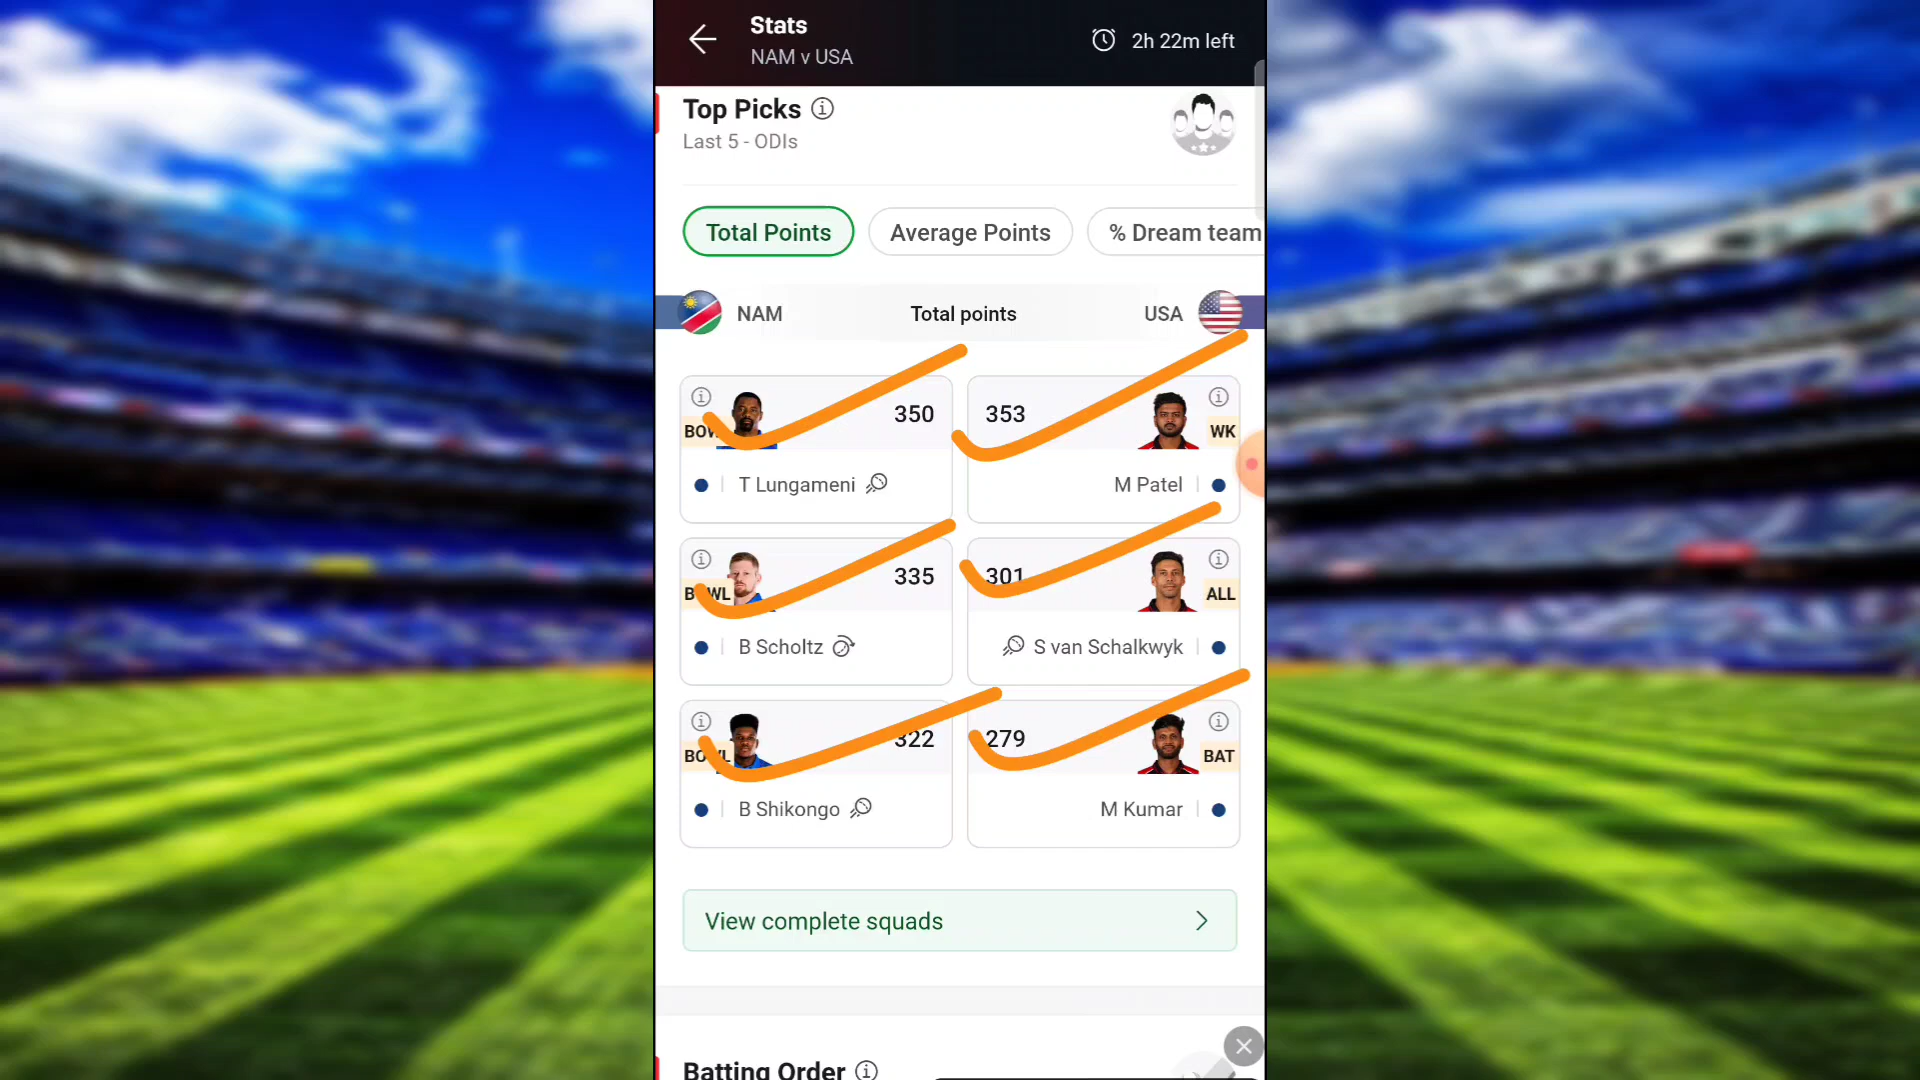 Stats
NAM v USA
2h 22m left
Top Picks
Last 5 - ODIs
Total Points
Average Points
% Dream team
NAM
Total points
USA
350
353
WK
T Lungameni
M Patel
335
301
BOWL
ALL
B Scholtz
S van Schalkwyk
322
279
BOWL
BAT
B Shikongo
M Kumar
View complete squads
Batting Order